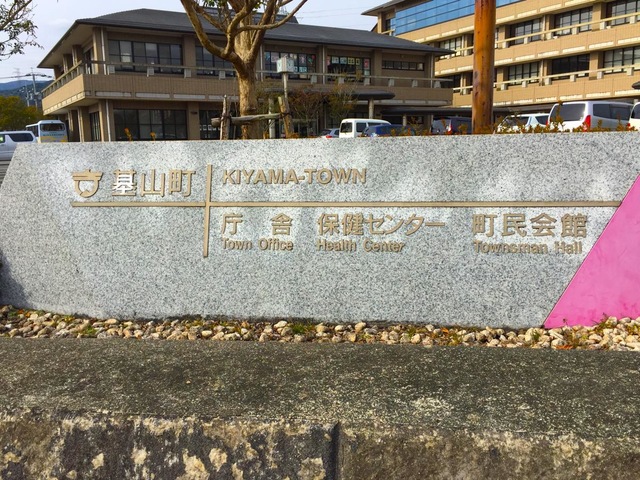 墓山町 KIYAMA-TOWN
庁舎 保健センター 町民会館
Town Office Health Center Townsman Hall